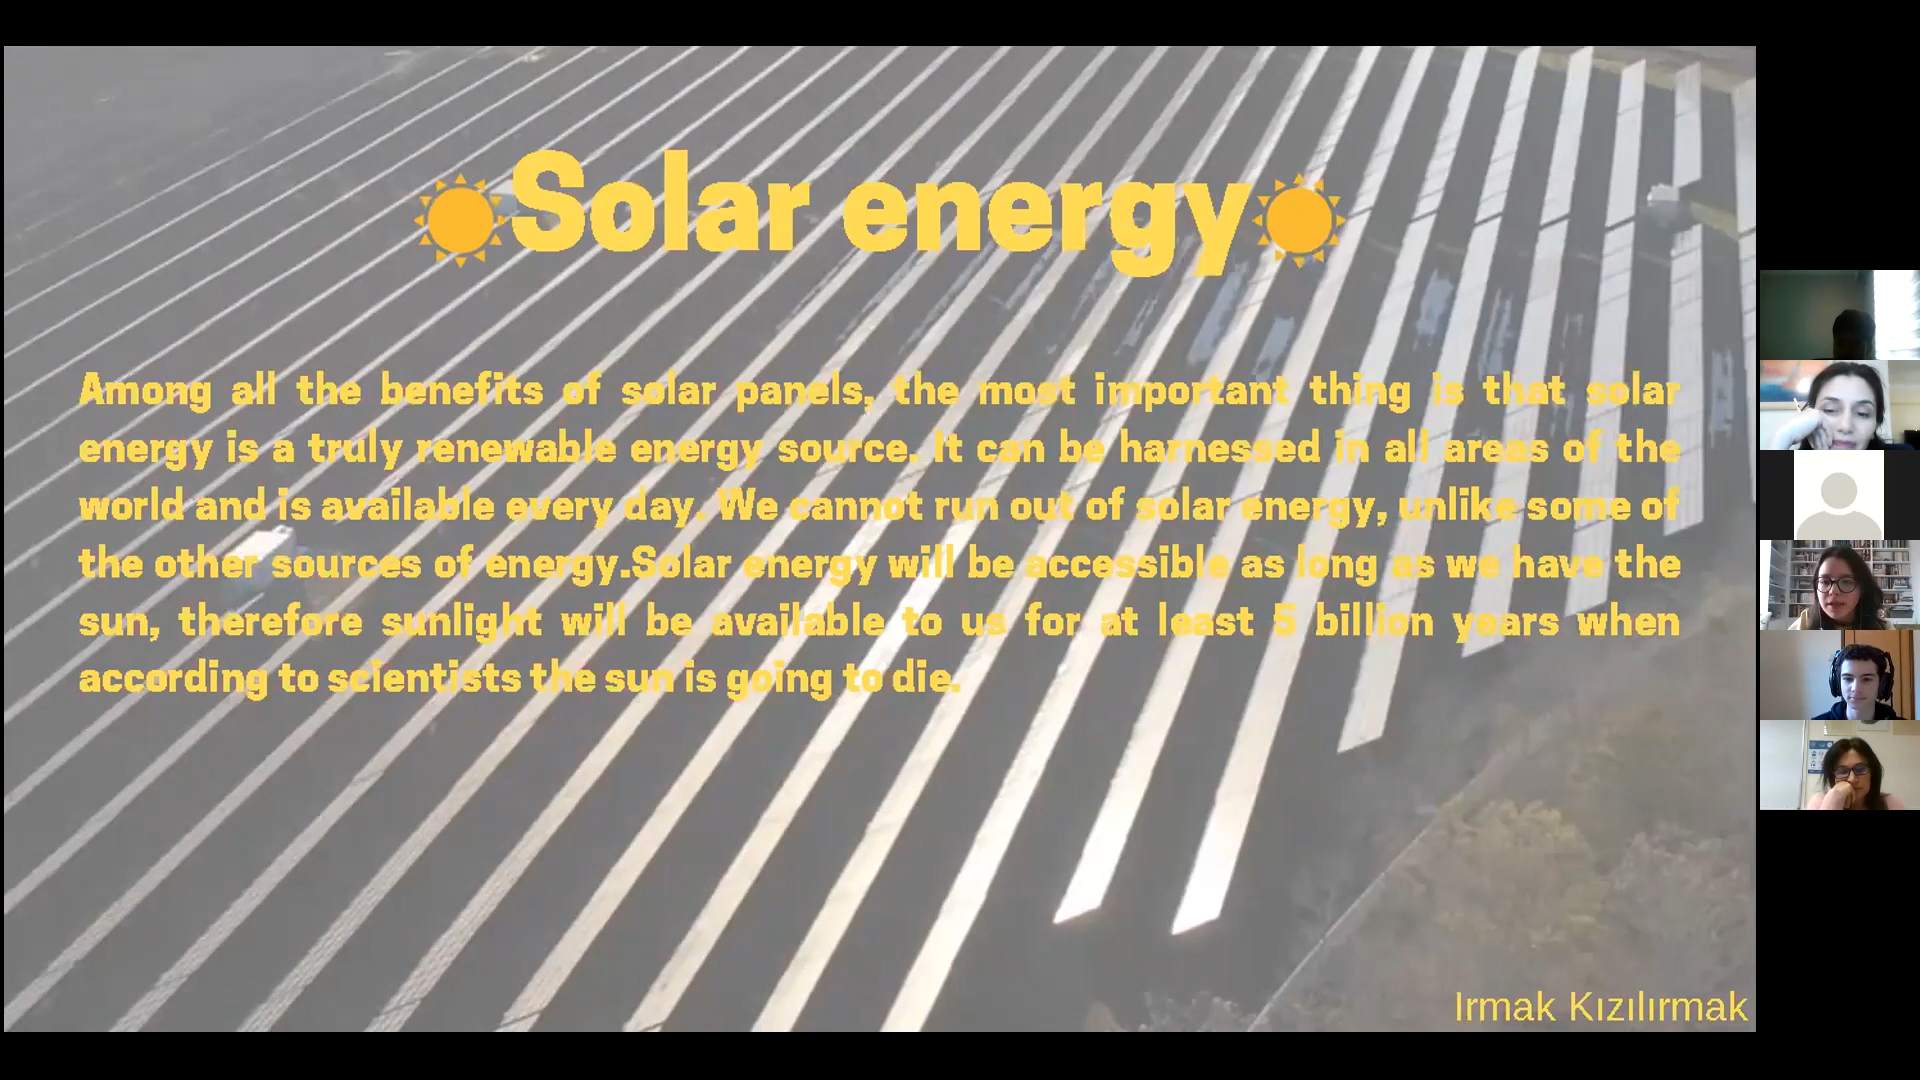 Solar energy
Among all the benefits of solar panels, the most important thing is that solar
energy is a truly renewable energy source. It can be harnessed in all areas of the
world and is available every day. We cannot run out of solar energy, unlike some of
the other sources of energy.Solar energy will be accessible as long as we have the
sun, therefore sunlight will be available to us for at least 5 billion years when
according to scientists the sun is going to die.
Irmak Kızılırmak